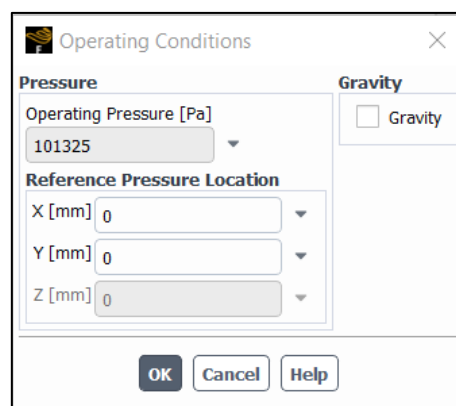 Operating Conditions
Pressure
Operating Pressure [Pa]
101325
Reference Pressure Location
X [mm] 0
Y [mm] 0
Z [mm] 0
Gravity
Gravity
OK Cancel Help